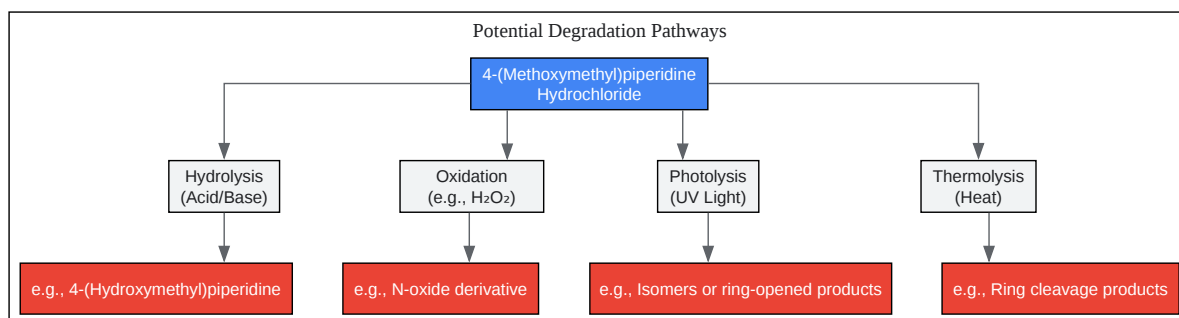 Potential Degradation Pathways
4-(Methoxymethyl)piperidine
Hydrochloride
Hydrolysis
(Acid/Base)
Oxidation
(e.g., H₂O₂)
Photolysis
(UV Light)
Thermolysis
(Heat)
e.g., 4-(Hydroxymethyl)piperidine
e.g., N-oxide derivative
e.g., Isomers or ring-opened products
e.g., Ring cleavage products